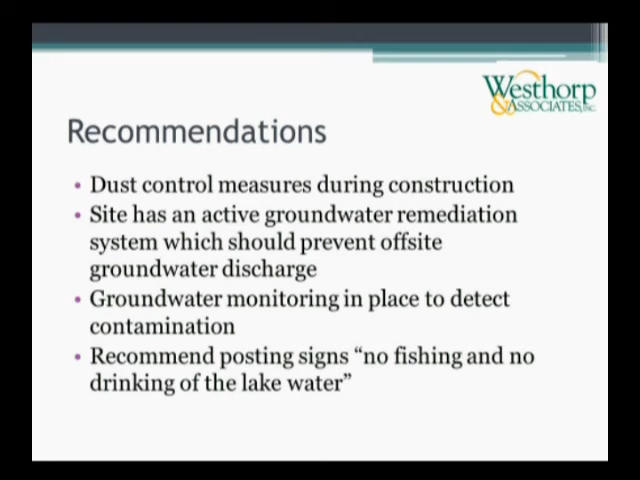 Westhorp
& ASSOCIATES, Inc.
Recommendations
• Dust control measures during construction
• Site has an active groundwater remediation
system which should prevent offsite
groundwater discharge
• Groundwater monitoring in place to detect
contamination
• Recommend posting signs “no fishing and no
drinking of the lake water”